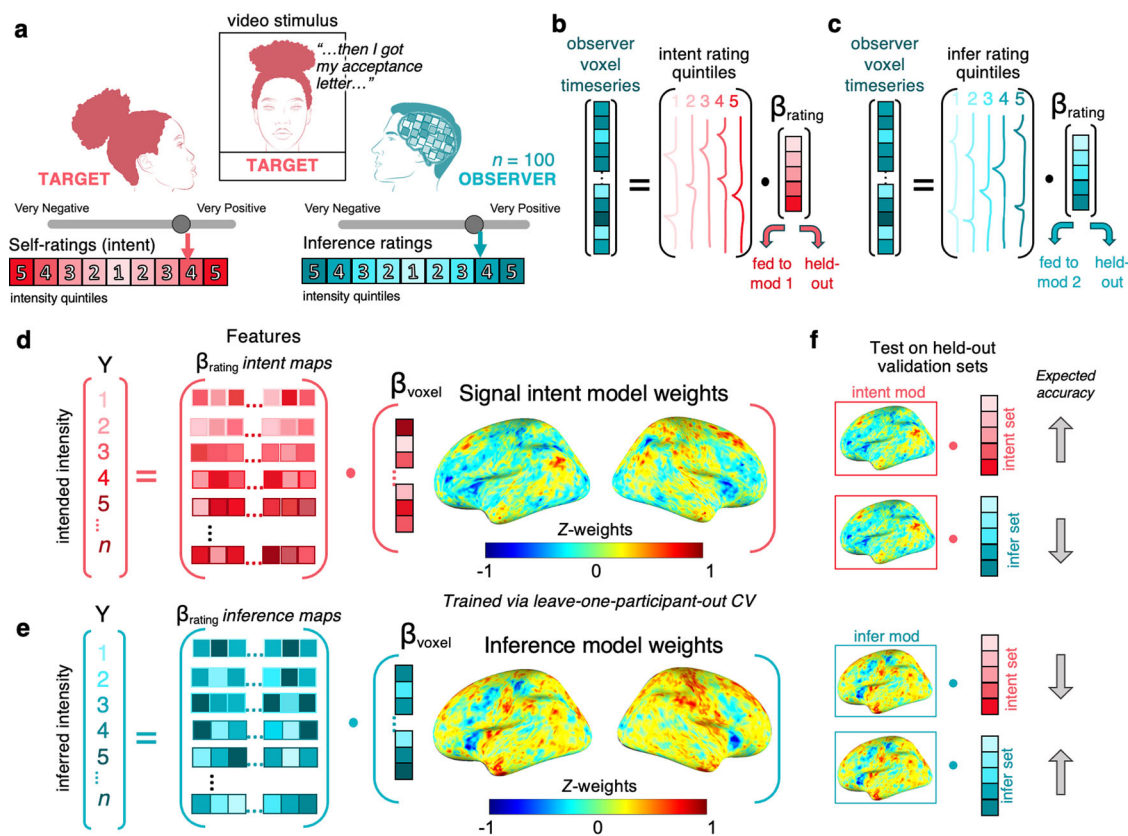 a
video stimulus
“…then I got
my acceptance
letter…”
TARGET
TARGET
n = 100
OBSERVER
Very Negative
Very Positive
Very Negative
Very Positive
Self-ratings (intent)
5 4 3 2 1 2 3 4 5
intensity quintiles
Inference ratings
5 4 3 2 1 2 3 4 5
intensity quintiles
b
observer
voxel
timeseries
intent rating
quintiles
1 2 3 4 5
βrating
=
•
fed to
mod 1
held-
out
c
observer
voxel
timeseries
infer rating
quintiles
1 2 3 4 5
βrating
=
•
fed to
mod 2
held-
out
d
Features
Y
βrating intent maps
intended intensity
1
2
3
4
5
n
=
•
βvoxel
Signal intent model weights
Z-weights
-1 0 1
Trained via leave-one-participant-out CV
e
Y
βrating inference maps
inferred intensity
1
2
3
4
5
n
=
•
βvoxel
Inference model weights
Z-weights
-1 0 1
f
Test on held-out
validation sets
Expected
accuracy
intent mod
intent set
infer set
infer mod
intent set
infer set